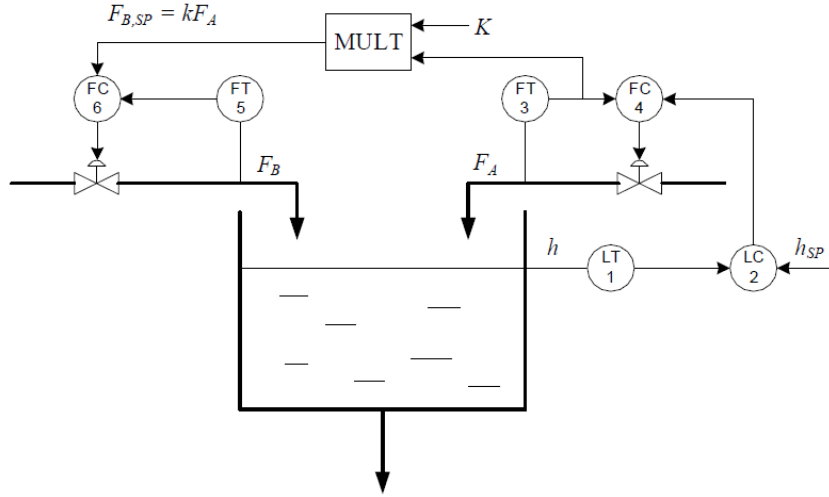 F_{B,SP} = kF_A
MULT
K
FC
6
FT
5
FT
3
FC
4
F_B
F_A
h
LT
1
LC
2
h_{SP}